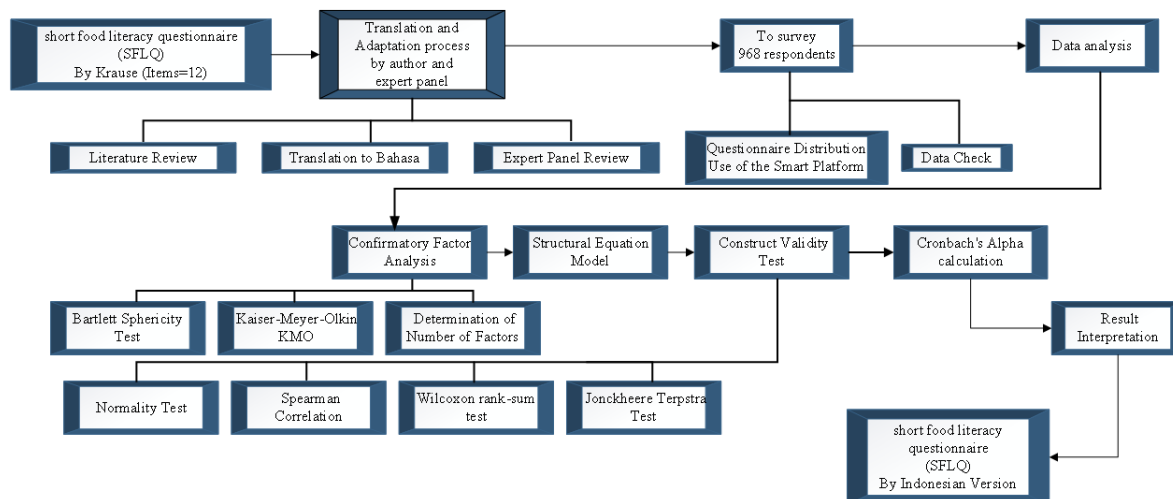 short food literacy questionnaire
(SFLQ)
By Krause (Items=12)
Translation and
Adaptation process
by author and
expert panel
To survey
968 respondents
Data analysis
Literature Review
Translation to Bahasa
Expert Panel Review
Questionnaire Distribution
Use of the Smart Platform
Data Check
Confirmatory Factor
Analysis
Structural Equation
Model
Construct Validity
Test
Cronbach's Alpha
calculation
Bartlett Sphericity
Test
Kaiser-Meyer-Olkin
KMO
Determination of
Number of Factors
Result
Interpretation
Normality Test
Spearman
Correlation
Wilcoxon rank-sum
test
Jonckheere Terpstra
Test
short food literacy
questionnaire
(SFLQ)
By Indonesian Version